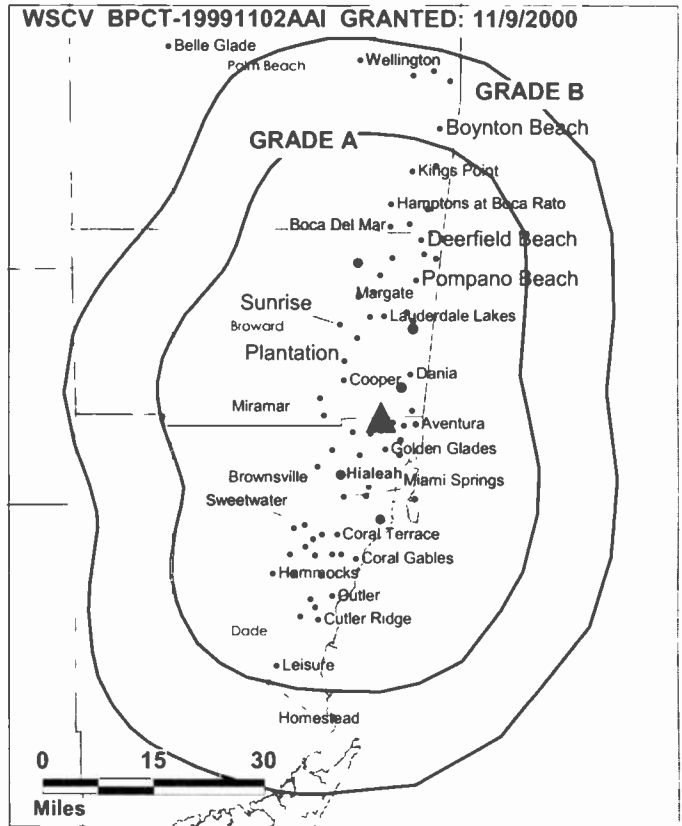 WSCV BPCT-19991102AAI GRANTED: 11/9/2000
Belle Glade
Palm Beach
Wellington
GRADE B
Boynton Beach
GRADE A
Kings Point
Hamptons at Boca Rato
Boca Del Mar
Deerfield Beach
Pompano Beach
Margate
Sunrise
Lauderdale Lakes
Broward
Plantation
Cooper
Dania
Miramar
Aventura
Golden Glades
Brownsville
Hialeah
Miami Springs
Sweetwater
Coral Terrace
Coral Gables
Hammocks
Cutler
Cutler Ridge
Dade
Leisure
Homestead
0 15 30
Miles